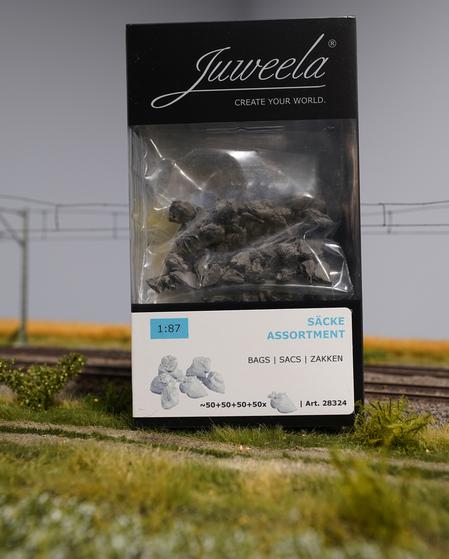 Juweela®
CREATE YOUR WORLD.
1:87
SÄCKE
ASSORTMENT
BAGS | SACS | ZAKKEN
~50+50+50+50x | Art. 28324